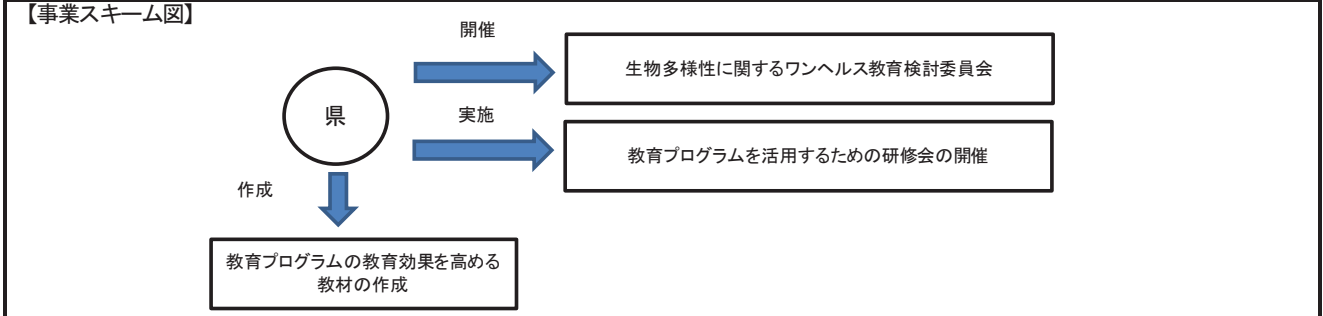 【事業スキーム図】
開催
生物多様性に関するワンヘルス教育検討委員会
県
実施
教育プログラムを活用するための研修会の開催
作成
教育プログラムの教育効果を高める
教材の作成